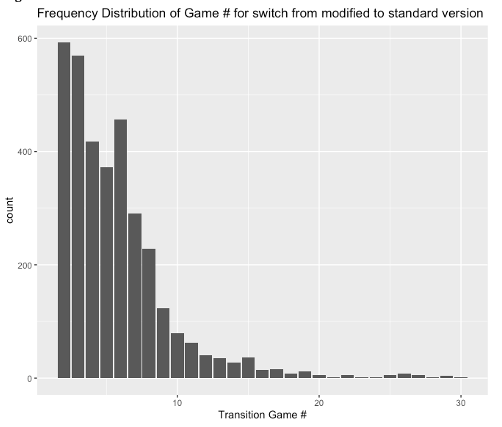 Frequency Distribution of Game # for switch from modified to standard version
600
400
count
200
0
10
20
30
Transition Game #